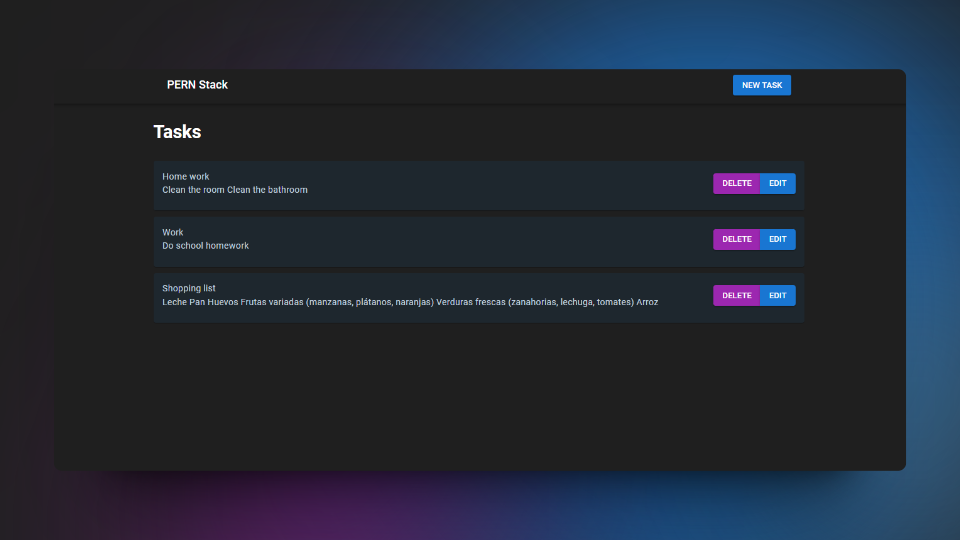 PERN Stack
NEW TASK
Tasks
Home work
Clean the room Clean the bathroom
DELETE
EDIT
Work
Do school homework
DELETE
EDIT
Shopping list
Leche Pan Huevos Frutas variadas (manzanas, plátanos, naranjas) Verduras frescas (zanahorias, lechuga, tomates) Arroz
DELETE
EDIT